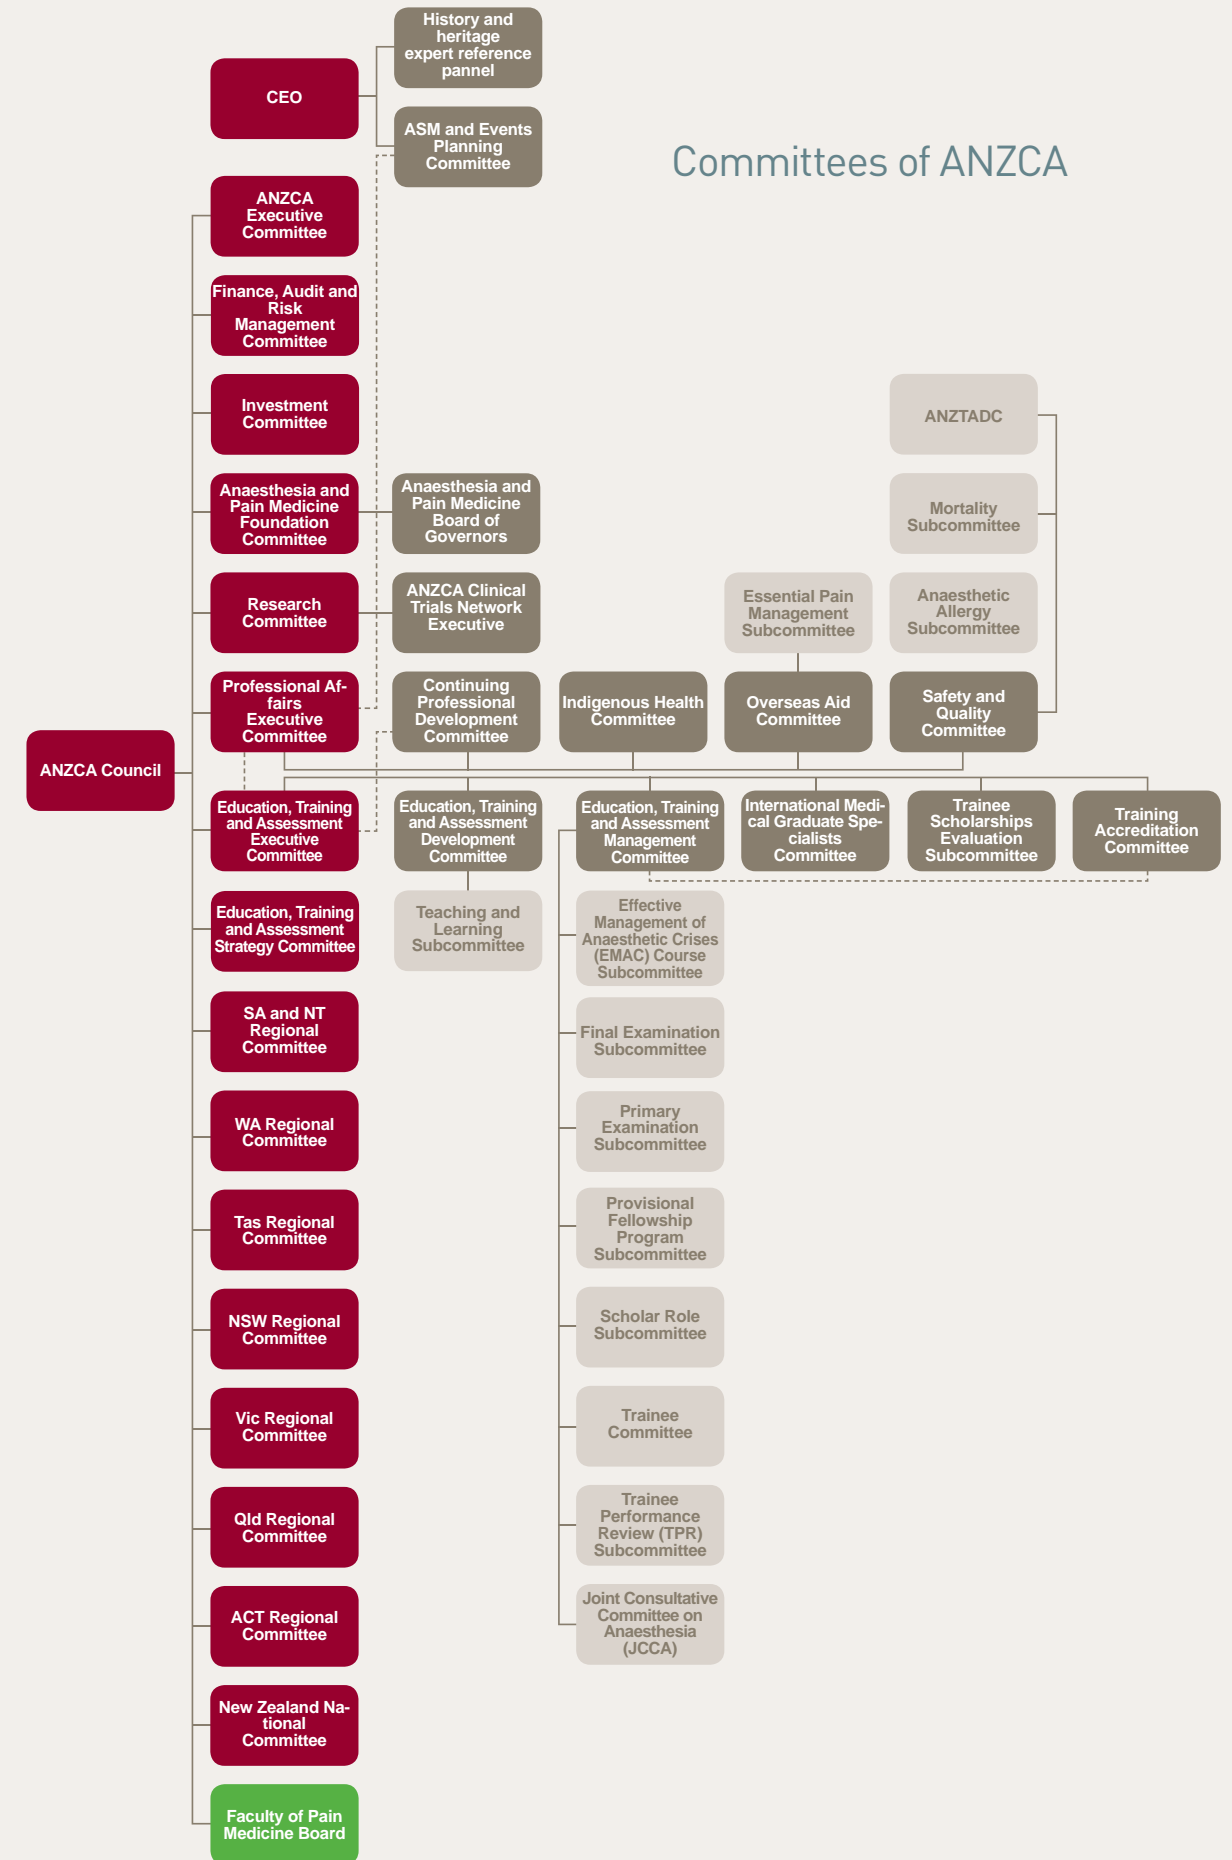 History and
heritage
expert reference
pannel
CEO
ASM and Events
Planning
Committee
Committees of ANZCA
ANZCA
Executive
Committee
Finance, Audit and
Risk
Management
Committee
Investment
Committee
ANZTADC
Anaesthesia and
Pain Medicine
Foundation
Committee
Anaesthesia and
Pain Medicine
Board of
Governors
Mortality
Subcommittee
Research
Committee
ANZCA Clinical
Trials Network
Executive
Essential Pain
Management
Subcommittee
Anaesthetic
Allergy
Subcommittee
Professional Af-
fairs
Executive
Committee
Continuing
Professional
Development
Committee
Indigenous Health
Committee
Overseas Aid
Committee
Safety and
Quality
Committee
ANZCA Council
Education, Training
and Assessment
Executive
Committee
Education, Training
and Assessment
Development
Committee
Education, Training
and Assessment
Management
Committee
International Medi-
cal Graduate Spe-
cialists
Committee
Trainee
Scholarships
Evaluation
Subcommittee
Training
Accreditation
Committee
Education, Training
and Assessment
Strategy Committee
Teaching and
Learning
Subcommittee
Effective
Management of
Anaesthetic Crises
(EMAC) Course
Subcommittee
SA and NT
Regional
Committee
Final Examination
Subcommittee
WA Regional
Committee
Primary
Examination
Subcommittee
Tas Regional
Committee
Provisional
Fellowship
Program
Subcommittee
NSW Regional
Committee
Scholar Role
Subcommittee
Vic Regional
Committee
Trainee
Committee
Qld Regional
Committee
Trainee
Performance
Review (TPR)
Subcommittee
ACT Regional
Committee
Joint Consultative
Committee on
Anaesthesia
(JCCA)
New Zealand Na-
tional
Committee
Faculty of Pain
Medicine Board